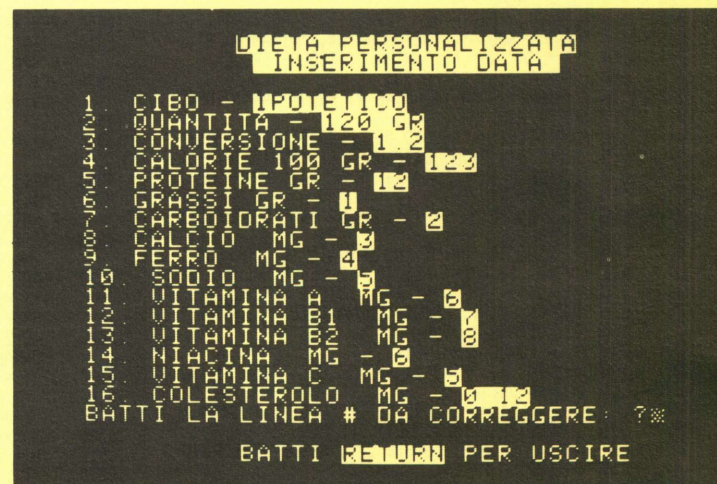 DIETA PERSONALIZZATA
INSERIMENTO DATA
1. CIBO - IPOTETICO
2. QUANTITA - 120 GR
3. CONVERSIONE - 1.2
4. CALORIE 100 GR - 123
5. PROTEINE GR - 12
6. GRASSI GR - 1
7. CARBOIDRATI GR - 2
8. CALCIO MG - 3
9. FERRO MG - 4
10. SODIO MG - 5
11. VITAMINA A MG - 6
12. VITAMINA B1 MG - 7
13. VITAMINA B2 MG - 8
14. NIACINA MG - 6
15. VITAMINA C MG - 5
16. COLESTEROLO MG - 0 12
BATTI LA LINEA # DA CORREGGERE: ?
BATTI RETURN PER USCIRE